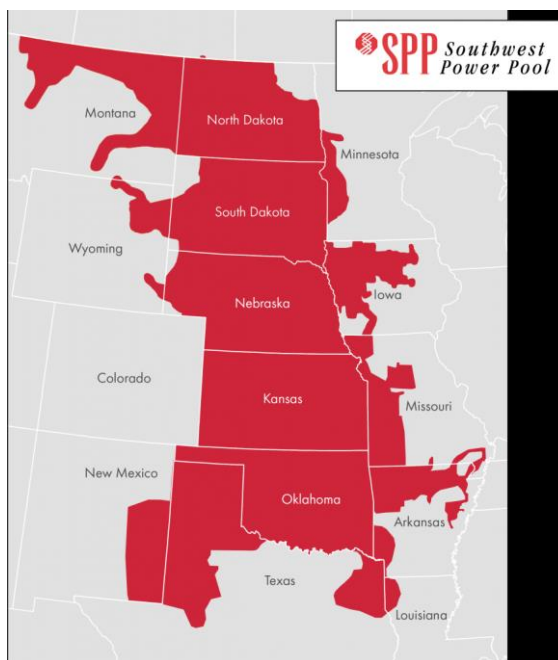 SPP Southwest
Power Pool
Montana
North Dakota
Minnesota
South Dakota
Wyoming
Nebraska
Iowa
Colorado
Kansas
Missouri
New Mexico
Oklahoma
Arkansas
Texas
Louisiana